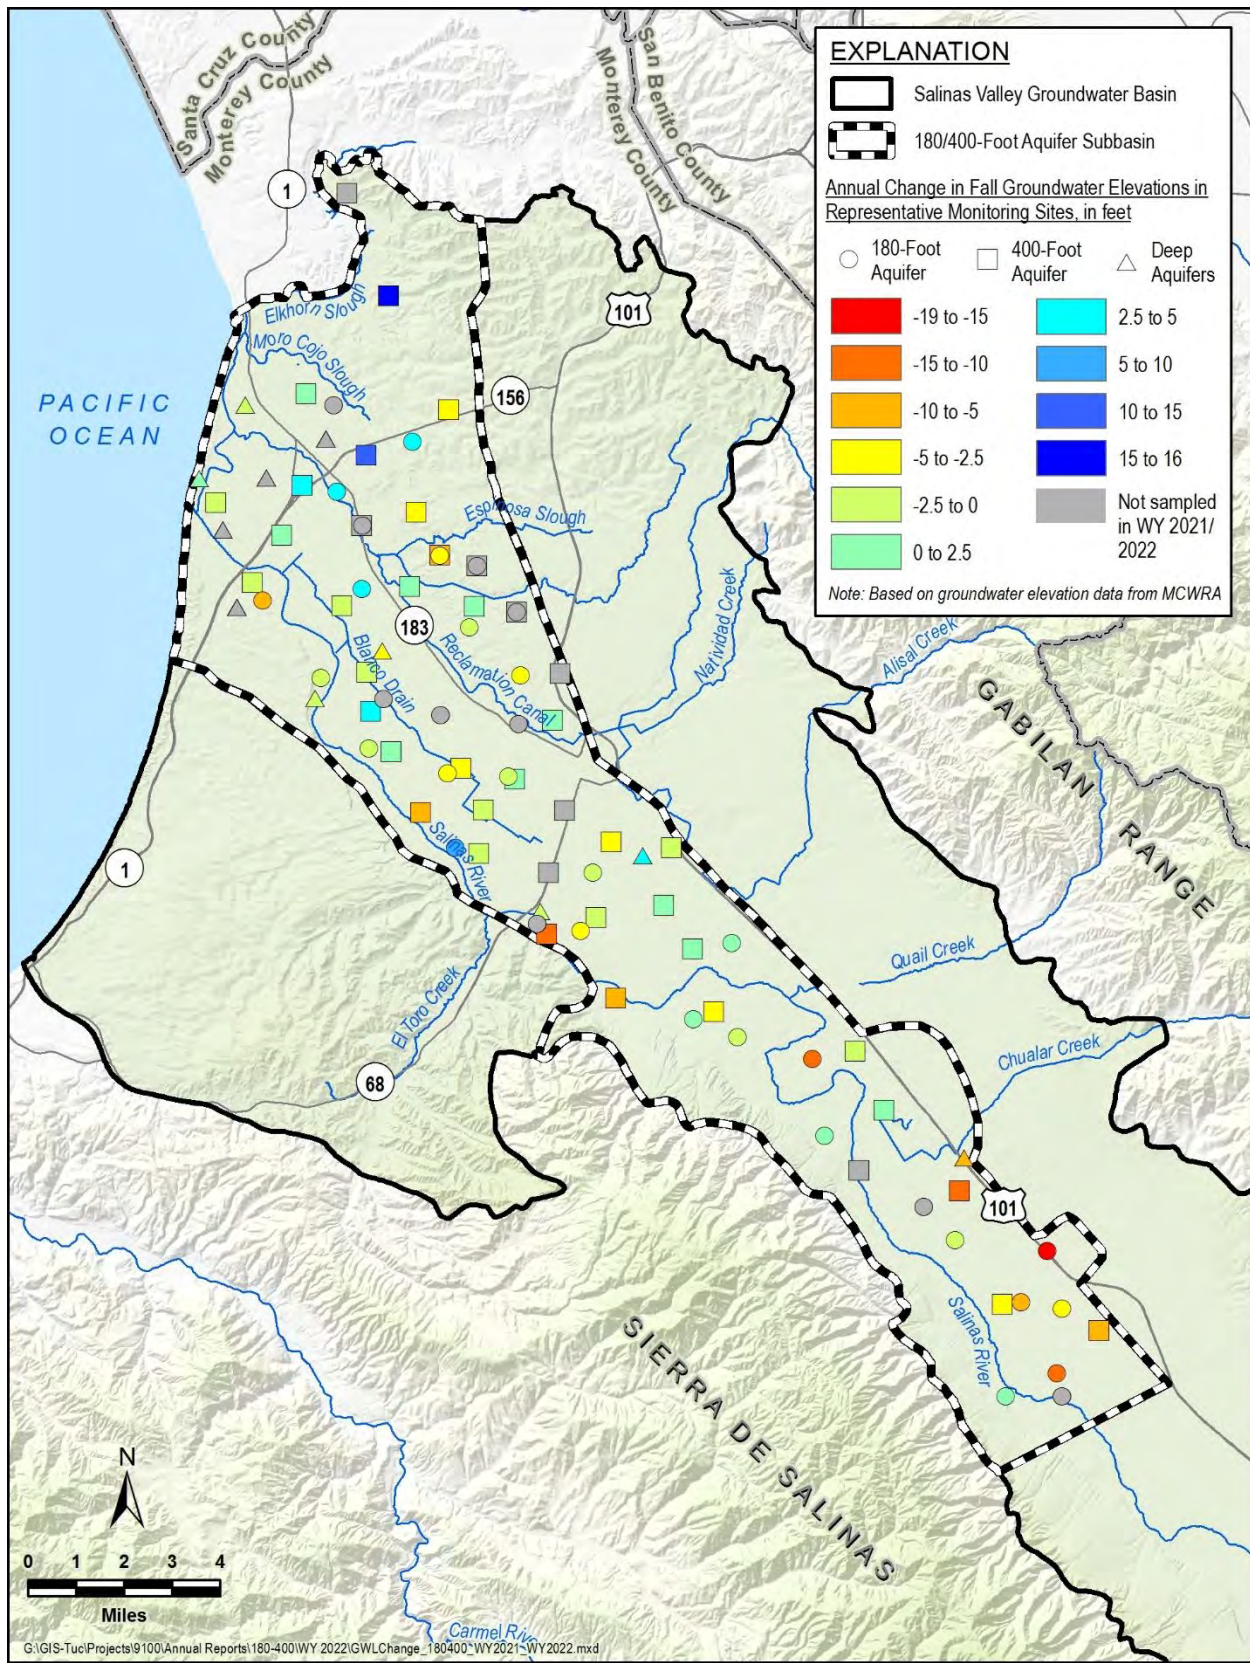 Santa Cruz County
Monterey County
San Benito County
Monterey County
EXPLANATION
Salinas Valley Groundwater Basin
180/400-Foot Aquifer Subbasin
Annual Change in Fall Groundwater Elevations in
Representative Monitoring Sites, in feet
180-Foot
Aquifer
400-Foot
Aquifer
Deep
Aquifers
-19 to -15
-15 to -10
-10 to -5
-5 to -2.5
-2.5 to 0
0 to 2.5
2.5 to 5
5 to 10
10 to 15
15 to 16
Not sampled
in WY 2021/
2022
Note: Based on groundwater elevation data from MCWRA
1
101
Elkhorn Slough
Moro Cojo Slough
PACIFIC
OCEAN
156
Espinosa Slough
183
Blanco Drain
Reclamation Canal
Natividad Creek
Alisal Creek
GABILAN
RANGE
Salinas River
1
Quail Creek
El Toro Creek
Chualar Creek
68
101
Salinas River
SIERRA DE SALINAS
N
0 1 2 3 4
Miles
Carmel River
G:\GIS-Tuc\Projects\9100\Annual Reports\180-400\WY 2022\GWLChange_180400_WY2021_WY2022.mxd